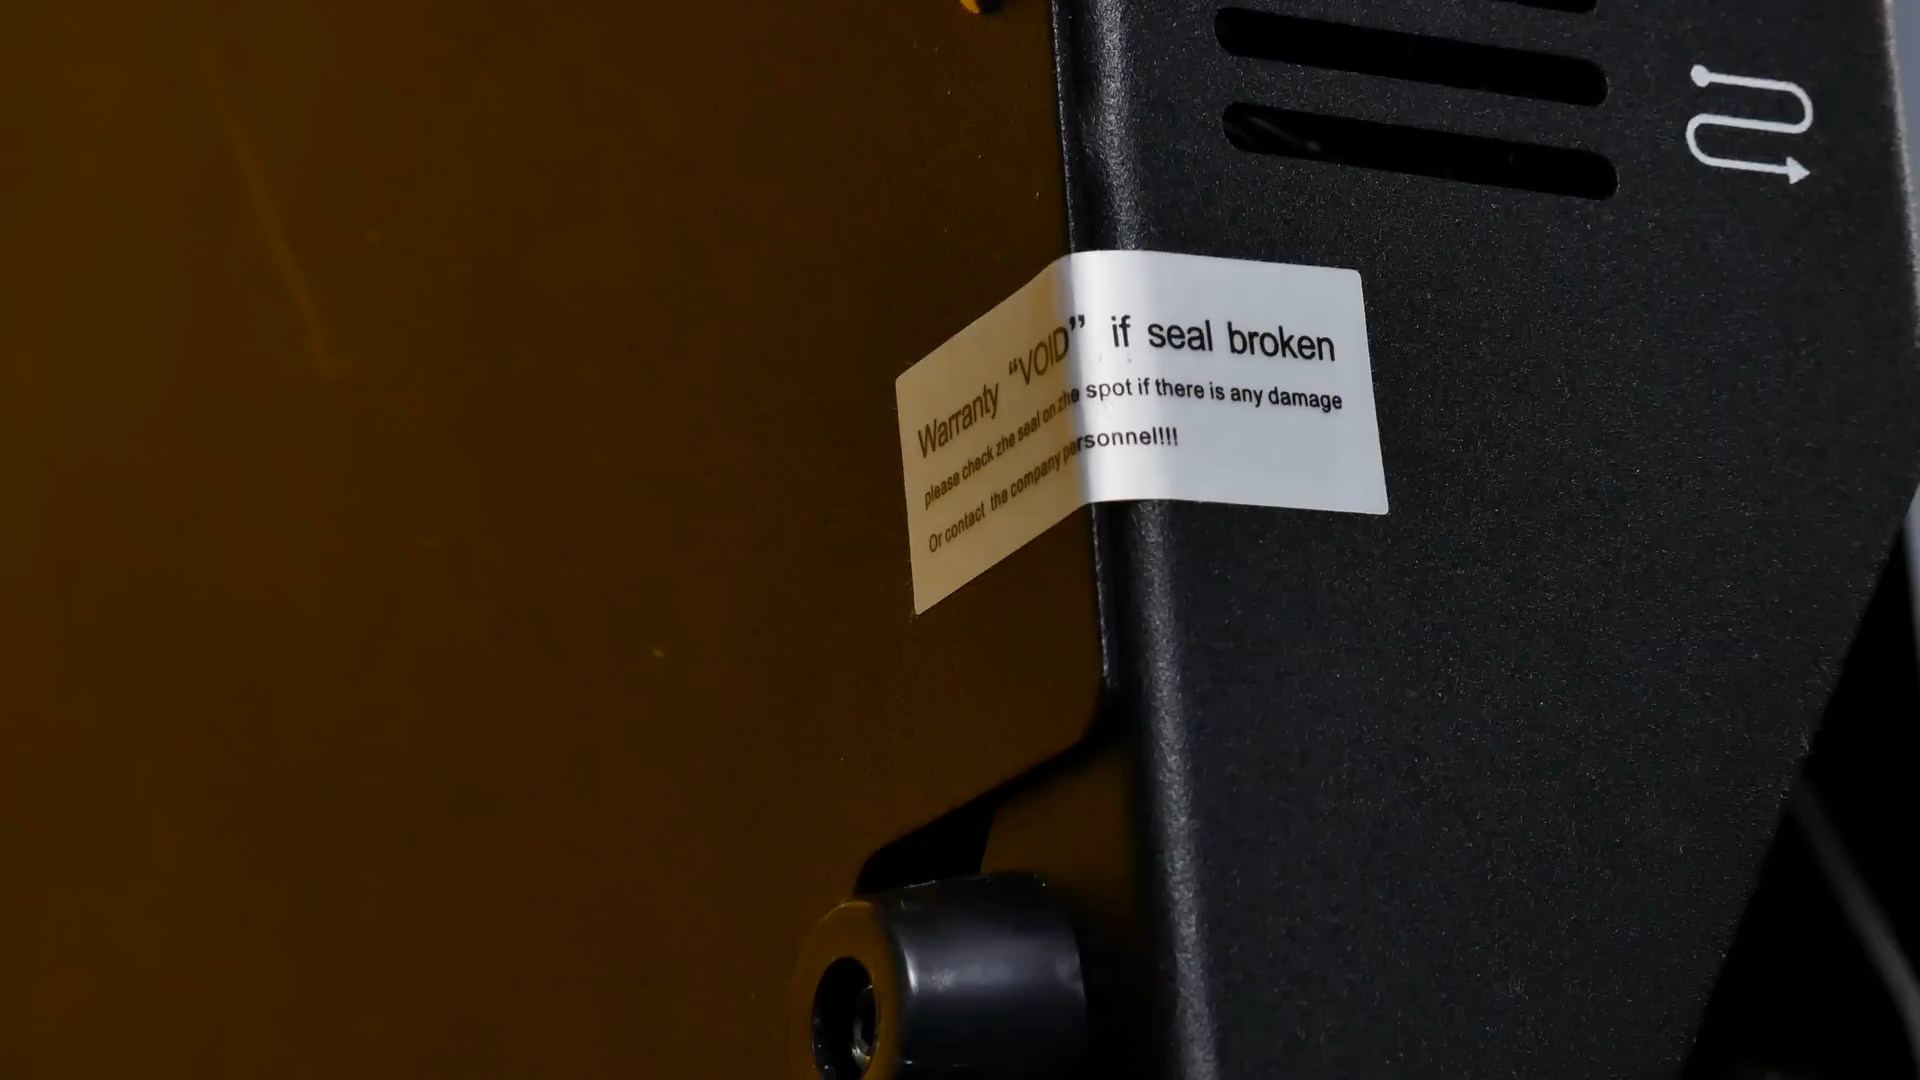 Warranty “VOID” if seal broken
please check zhe seal on zhe spot if there is any damage
Or contact the company personnel!!!